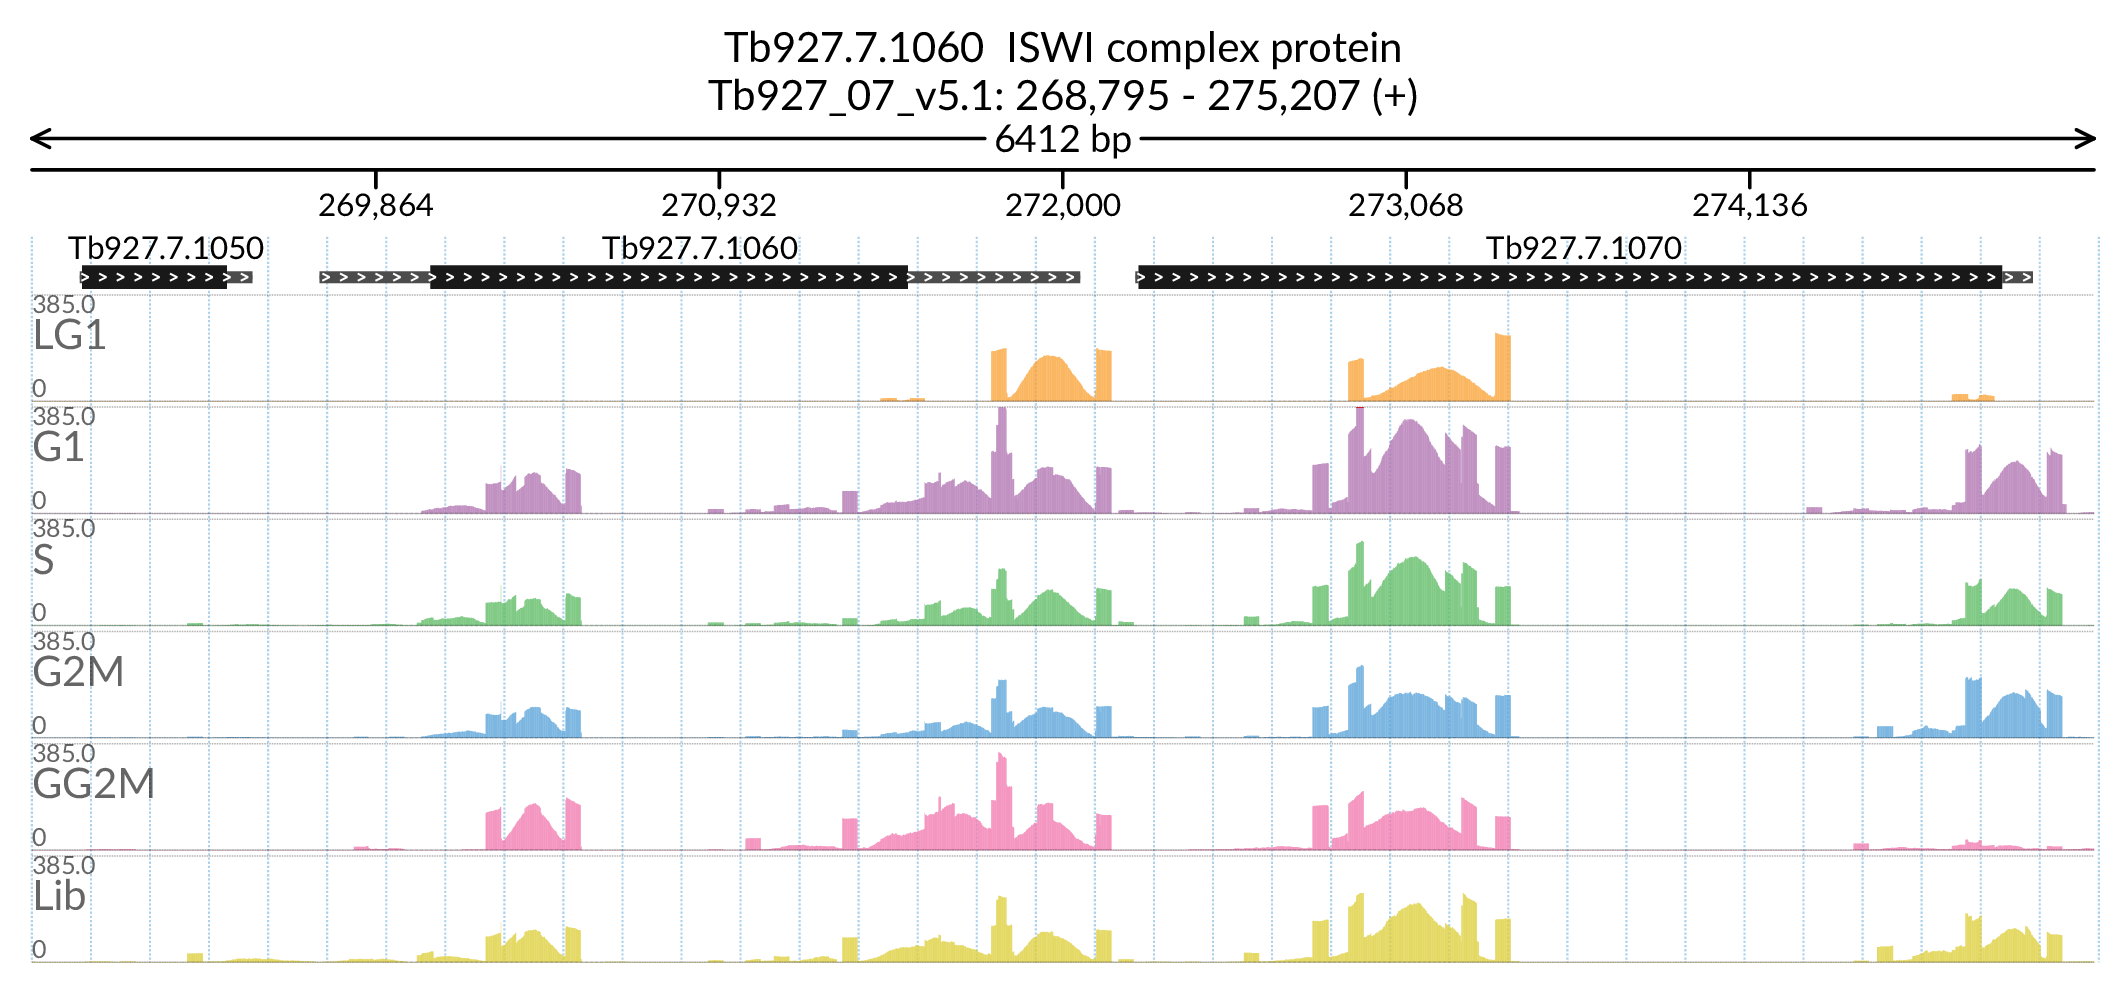 Tb927.7.1060  ISWI complex protein
Tb927_07_v5.1: 268,795 - 275,207 (+)
6412 bp
269,864 270,932 272,000 273,068 274,136
Tb927.7.1050 Tb927.7.1060 Tb927.7.1070
385.0
LG1
0
385.0
G1
0
385.0
S
0
385.0
G2M
0
385.0
GG2M
0
385.0
Lib
0